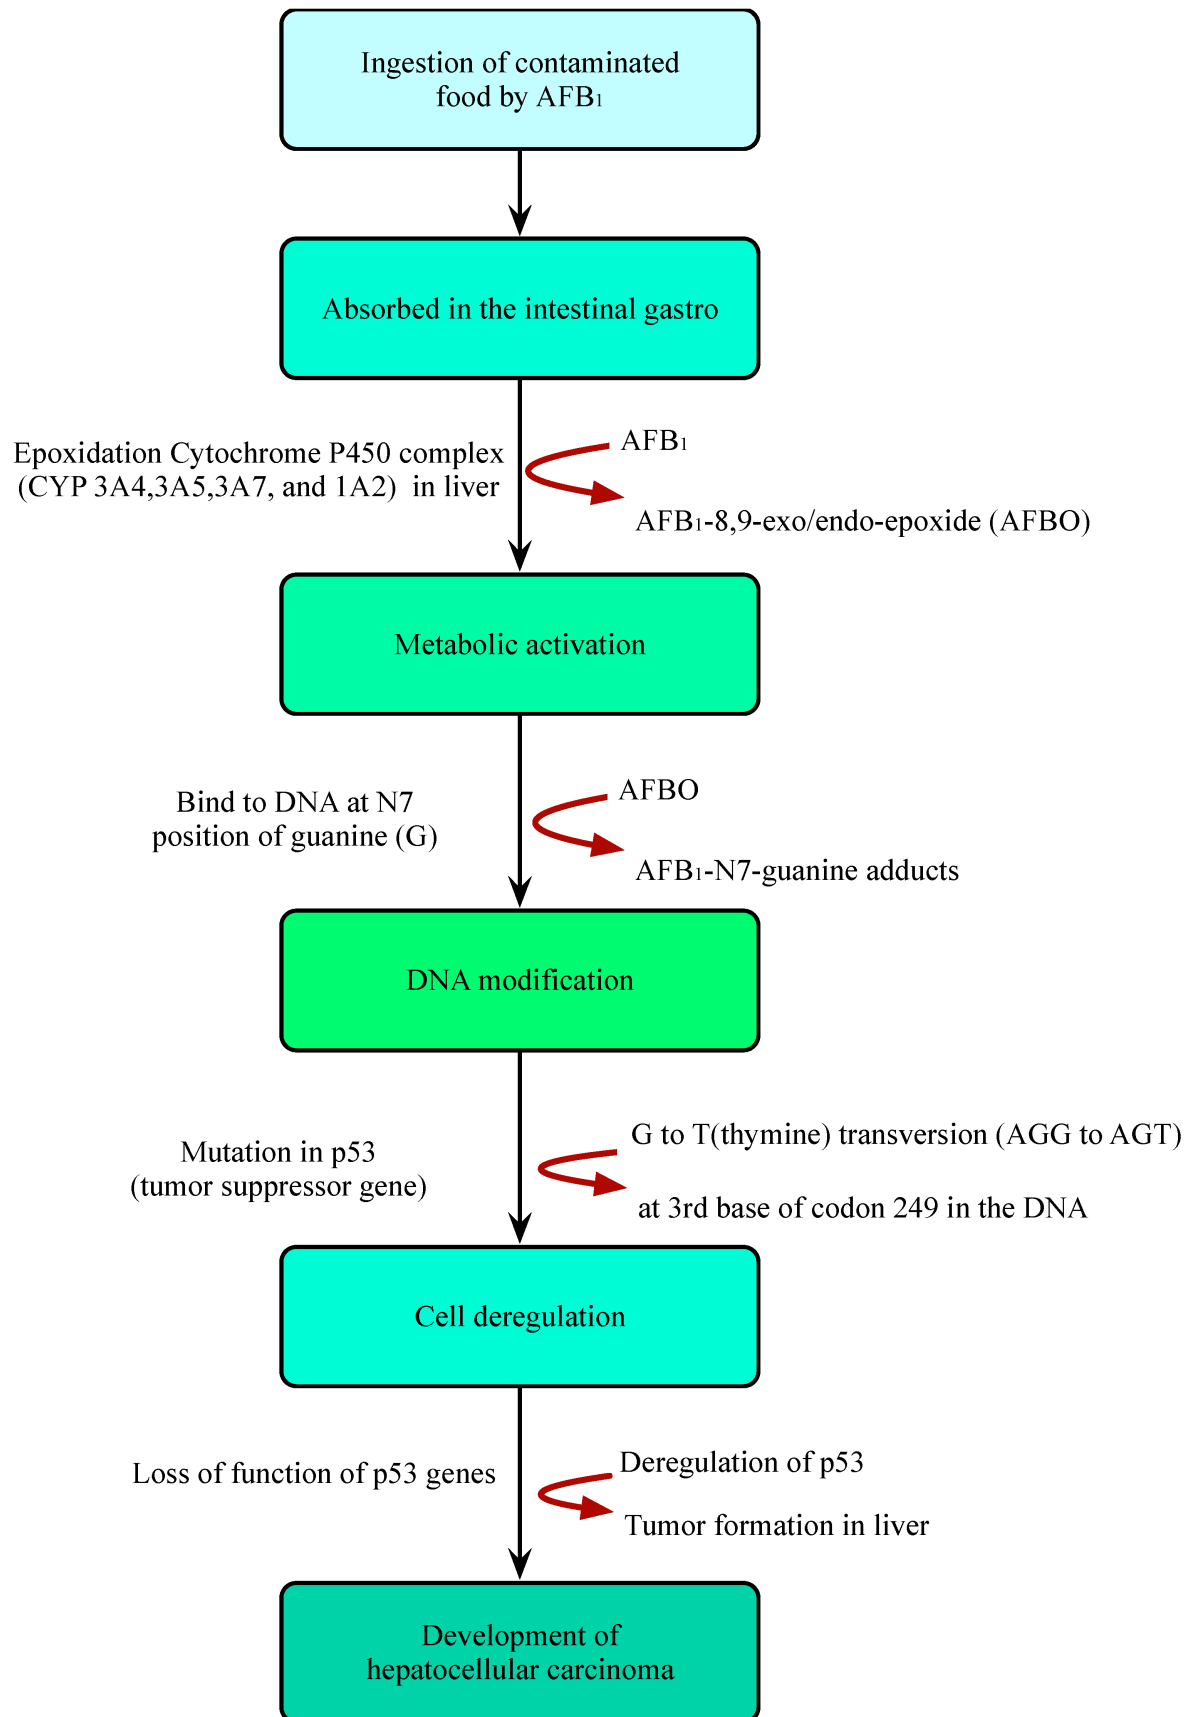 Ingestion of contaminated
food by AFB₁
Absorbed in the intestinal gastro
Epoxidation Cytochrome P450 complex
(CYP 3A4,3A5,3A7, and 1A2) in liver
AFB₁
AFB₁-8,9-exo/endo-epoxide (AFBO)
Metabolic activation
Bind to DNA at N7
position of guanine (G)
AFBO
AFB₁-N7-guanine adducts
DNA modification
Mutation in p53
(tumor suppressor gene)
G to T(thymine) transversion (AGG to AGT)
at 3rd base of codon 249 in the DNA
Cell deregulation
Loss of function of p53 genes
Deregulation of p53
Tumor formation in liver
Development of
hepatocellular carcinoma